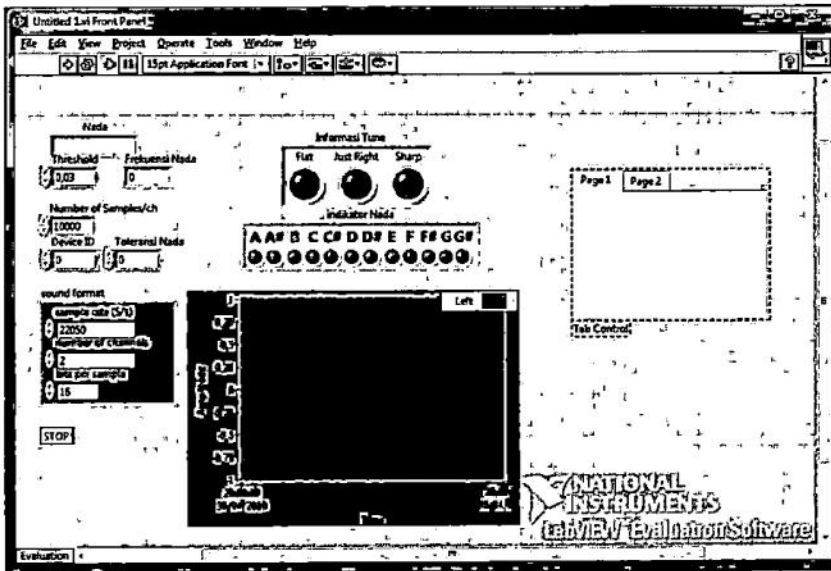 Untitled 1.vi Front Panel
File Edit View Project Operate Tools Window Help
15pt Application Font
Nada
Threshold Frekuensi Nada
0,03 0
Number of Samples/ch
10000
Device ID Toleransi Nada
0 0
Informasi Tune
Flat Just Right Sharp
Indikator Nada
A A# B C C# D D# E F F# G G#
Page 1 Page 2
Tab Control
sound format
sample rate (S/s)
22050
number of channels
2
bits per sample
16
STOP
Left
1
0
NATIONAL
INSTRUMENTS
LabVIEW Evaluation Software
Evaluation